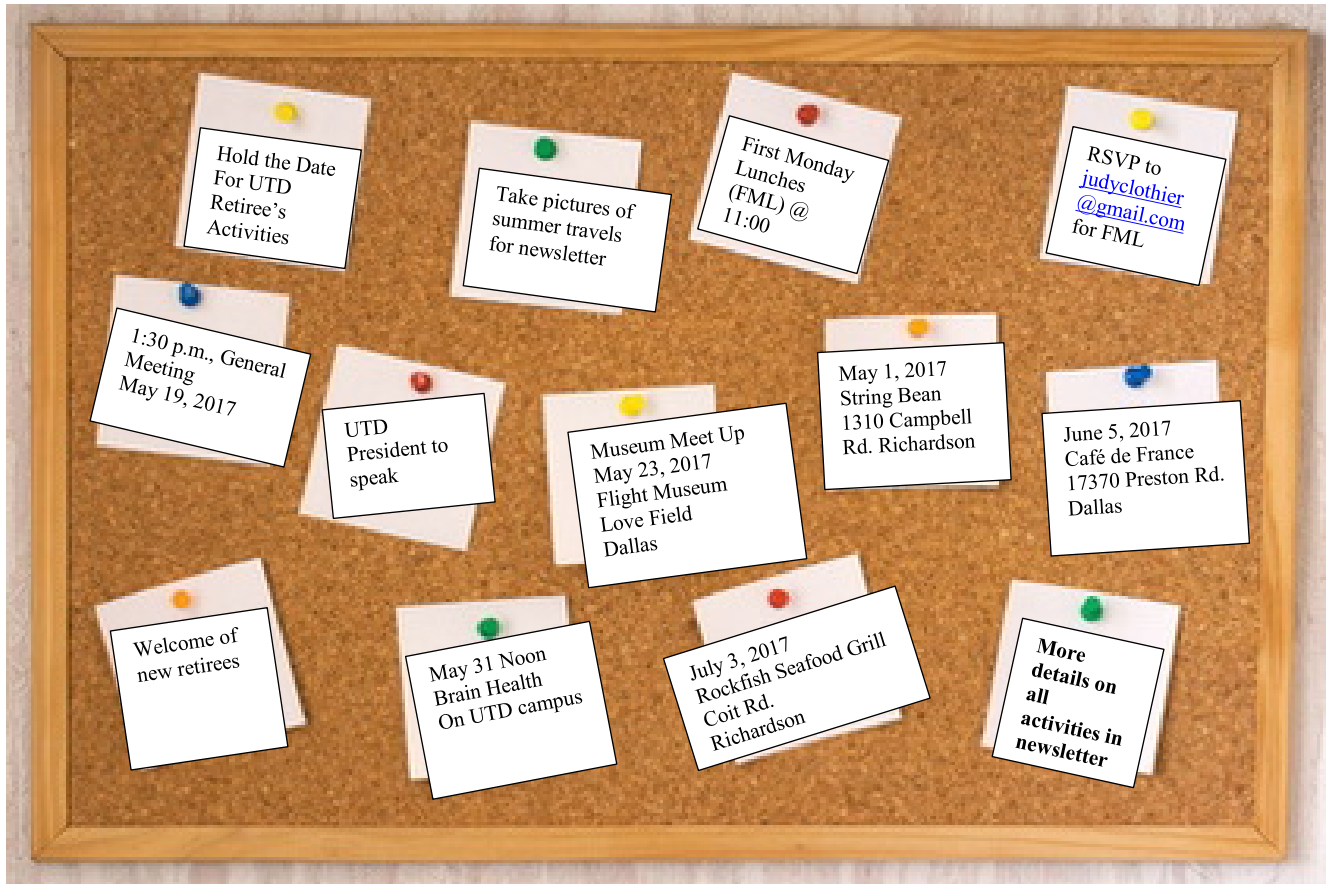 Hold the Date
For UTD
Retiree's
Activities
Take pictures of
summer travels
for newsletter
First Monday
Lunches
(FML) @
11:00
RSVP to
judyclothier
@gmail.com
for FML
1:30 p.m., General
Meeting
May 19, 2017
UTD
President to
speak
Museum Meet Up
May 23, 2017
Flight Museum
Love Field
Dallas
May 1, 2017
String Bean
1310 Campbell
Rd. Richardson
June 5, 2017
Café de France
17370 Preston Rd.
Dallas
Welcome of
new retirees
May 31 Noon
Brain Health
On UTD campus
July 3, 2017
Rockfish Seafood Grill
Coit Rd.
Richardson
More
details on
all
activities in
newsletter